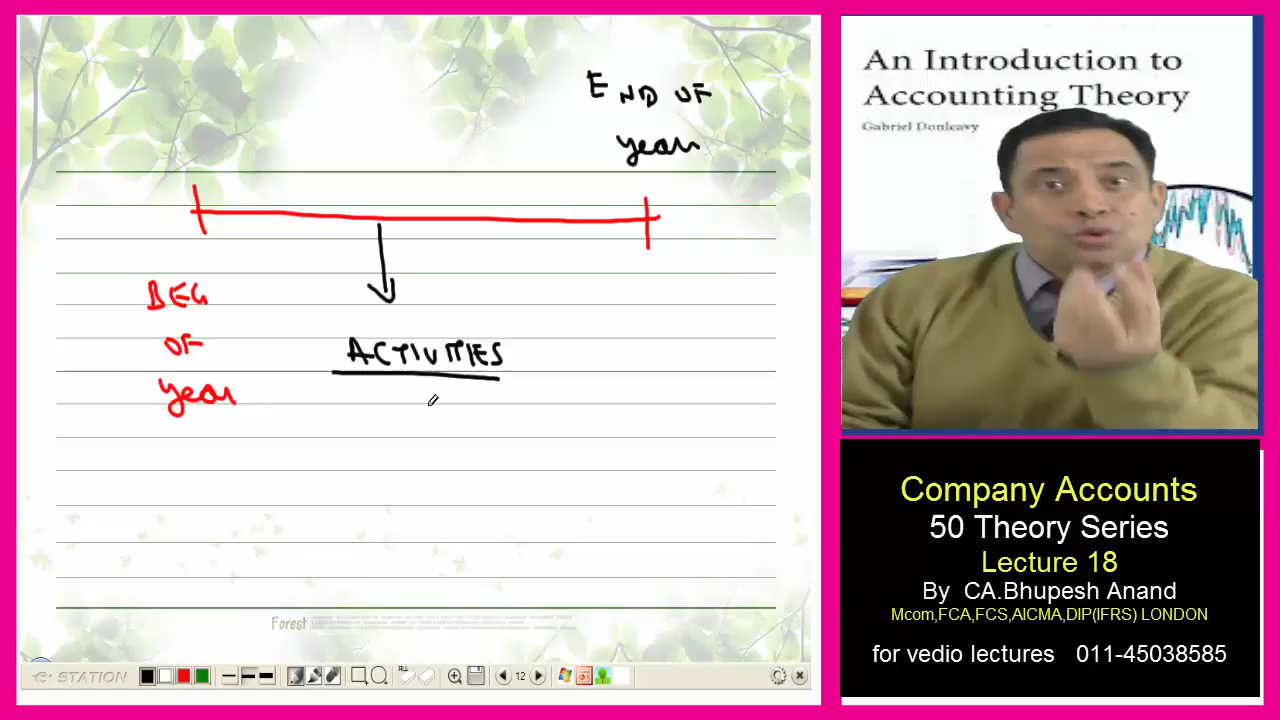 END OF
year
BEG
OF
year
ACTIVITIES
Forest
e-STATION
12
An Introduction to
Accounting Theory
Gabriel Donleavy
Company Accounts
50 Theory Series
Lecture 18
By CA.Bhupesh Anand
Mcom,FCA,FCS,AICMA,DIP(IFRS) LONDON
for vedio lectures 011-45038585